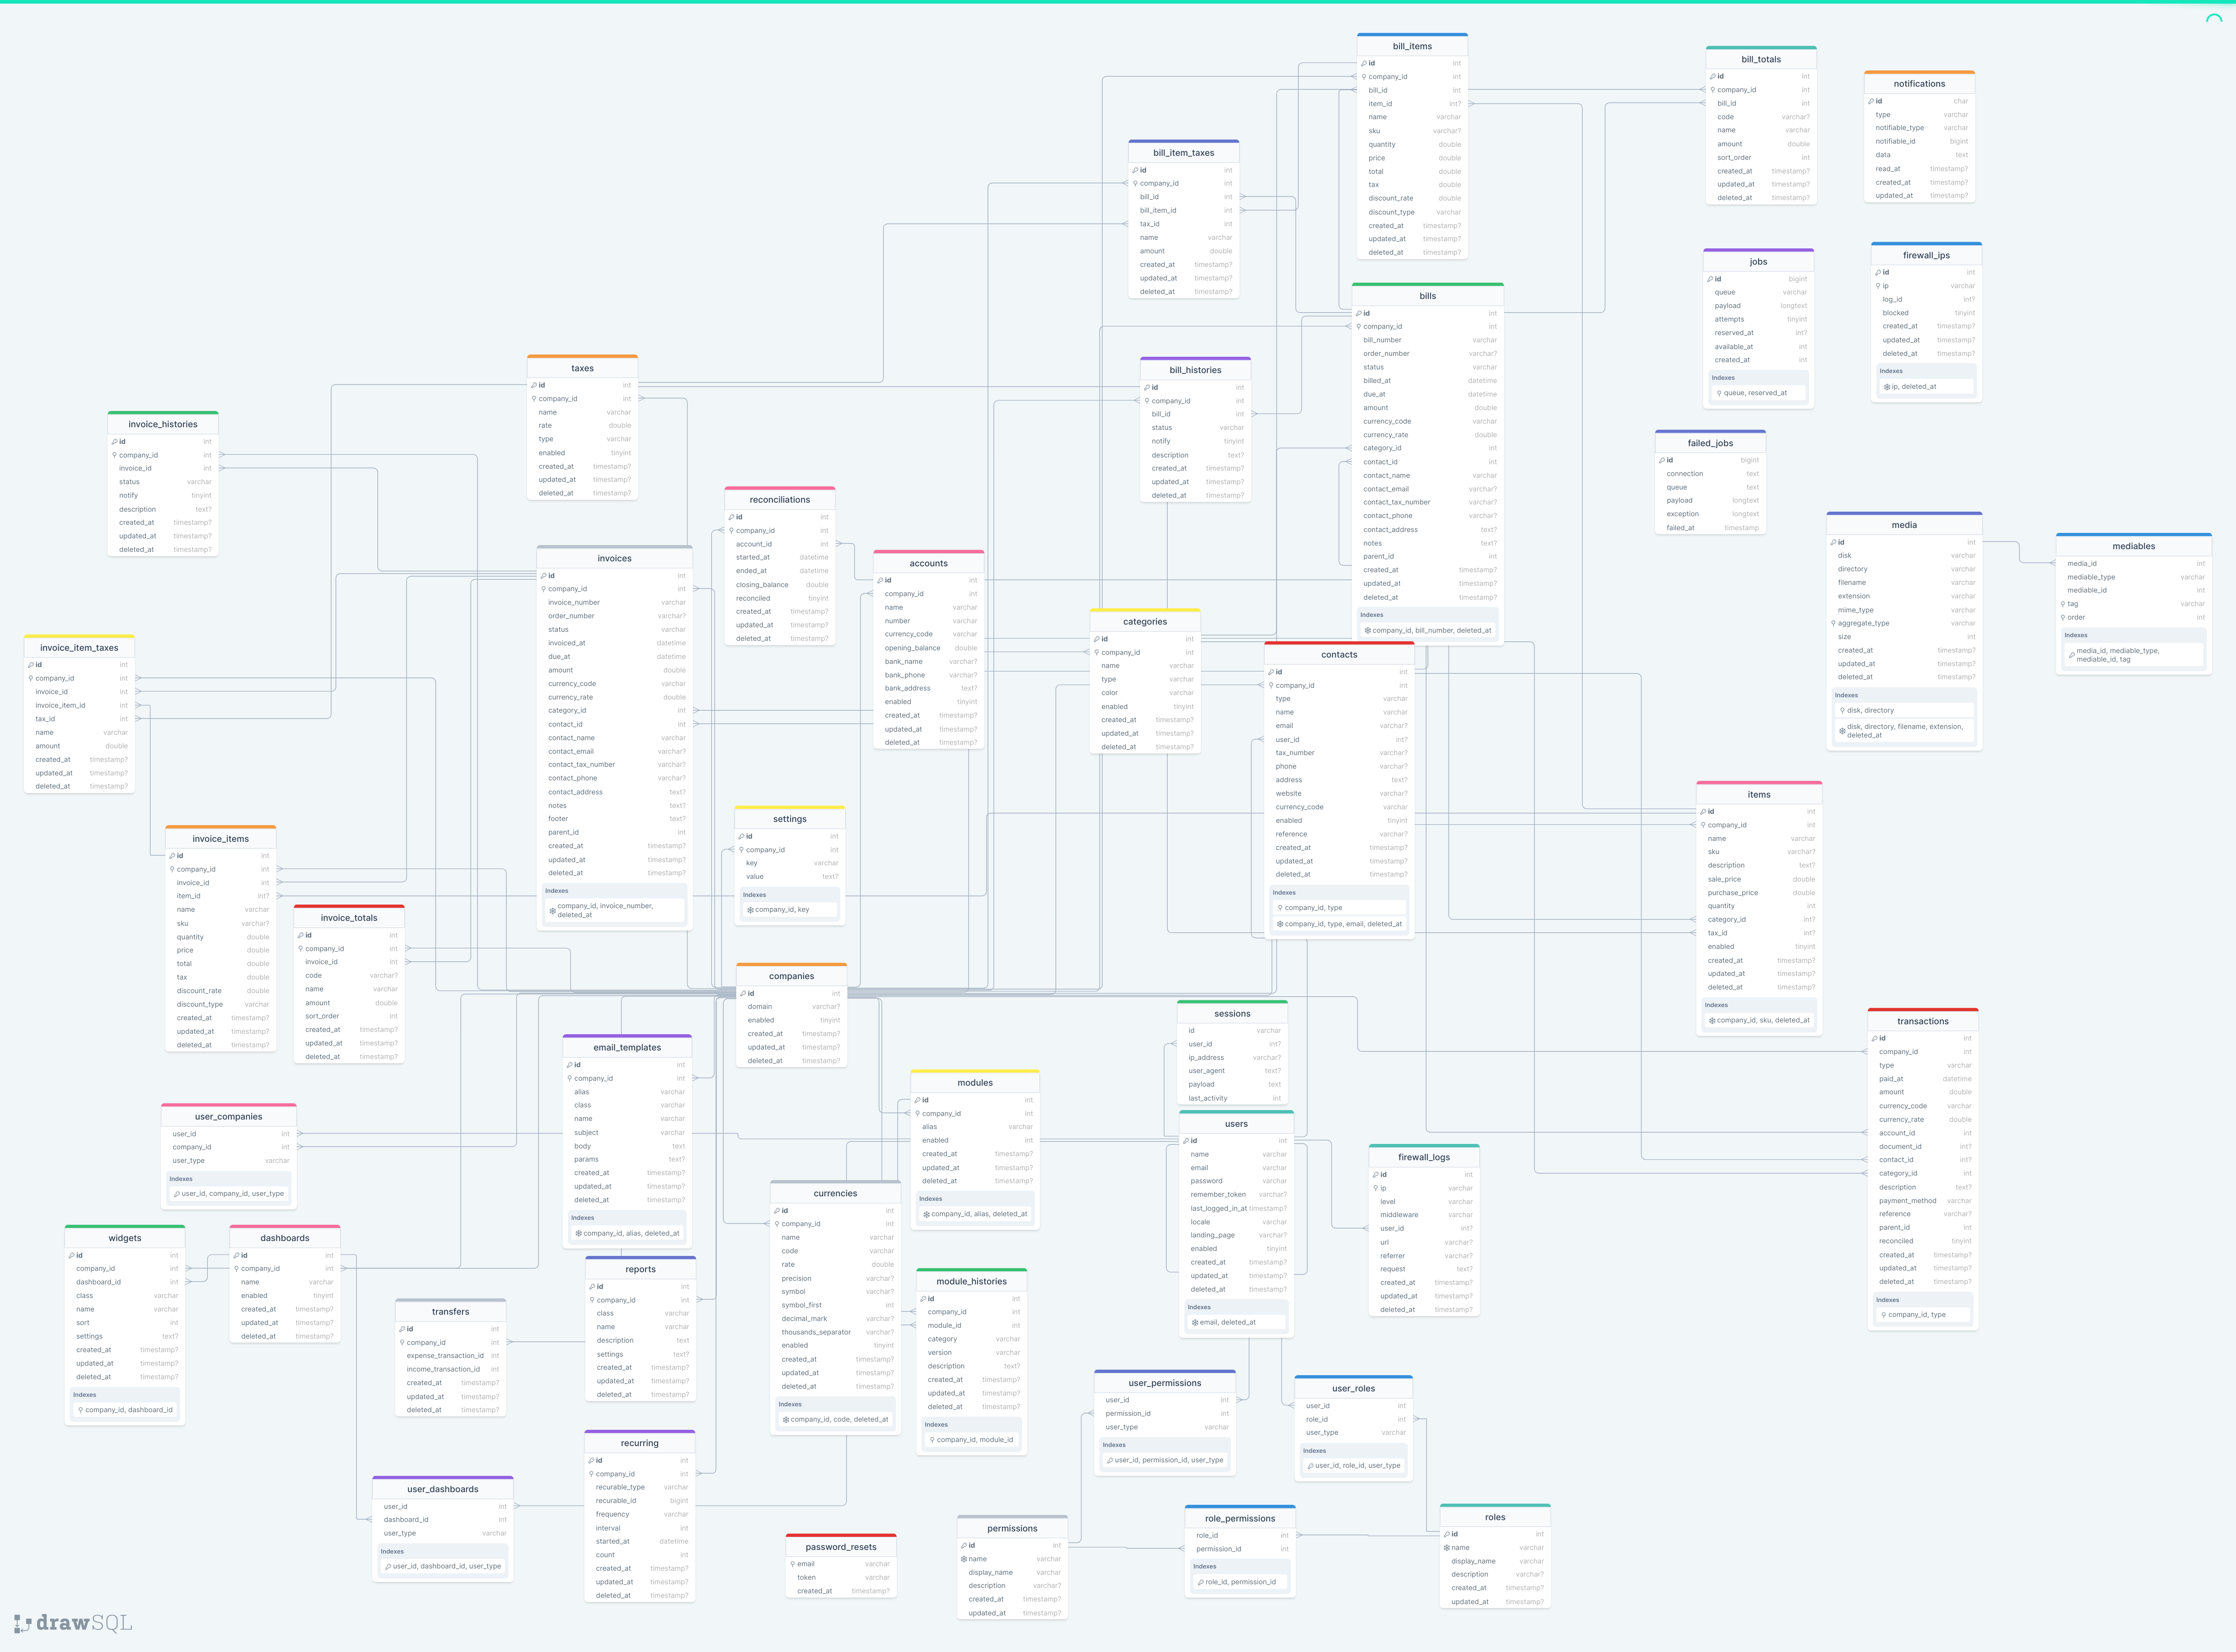 bill_items
id int
company_id int
bill_id int
item_id int?
name varchar
sku varchar?
quantity double
price double
total double
tax double
discount_rate double
discount_type varchar
created_at timestamp?
updated_at timestamp?
deleted_at timestamp?
bill_totals
id int
company_id int
bill_id int
code varchar?
name varchar
amount double
sort_order int
created_at timestamp?
updated_at timestamp?
deleted_at timestamp?
notifications
id char
type varchar
notifiable_type varchar
notifiable_id bigint
data text
read_at timestamp?
created_at timestamp?
updated_at timestamp?
bill_item_taxes
id int
company_id int
bill_id int
bill_item_id int
tax_id int
name varchar
amount double
created_at timestamp?
updated_at timestamp?
deleted_at timestamp?
jobs
id bigint
queue varchar
payload longtext
attempts tinyint
reserved_at int?
available_at int
created_at int
Indexes
queue, reserved_at
firewall_ips
id int
ip varchar
log_id int?
blocked tinyint
created_at timestamp?
updated_at timestamp?
deleted_at timestamp?
Indexes
ip, deleted_at
bills
id int
company_id int
bill_number varchar
order_number varchar?
status varchar
billed_at datetime
due_at datetime
amount double
currency_code varchar
currency_rate double
category_id int
contact_id int
contact_name varchar
contact_email varchar?
contact_tax_number varchar?
contact_phone varchar?
contact_address text?
notes text?
parent_id int
created_at timestamp?
updated_at timestamp?
deleted_at timestamp?
Indexes
company_id, bill_number, deleted_at
taxes
id int
company_id int
name varchar
rate double
type varchar
enabled tinyint
created_at timestamp?
updated_at timestamp?
deleted_at timestamp?
bill_histories
id int
company_id int
bill_id int
status varchar
notify tinyint
description text?
created_at timestamp?
updated_at timestamp?
deleted_at timestamp?
invoice_histories
id int
company_id int
invoice_id int
status varchar
notify tinyint
description text?
created_at timestamp?
updated_at timestamp?
deleted_at timestamp?
failed_jobs
id bigint
connection text
queue text
payload longtext
exception longtext
failed_at timestamp
reconciliations
id int
company_id int
account_id int
started_at datetime
ended_at datetime
closing_balance double
reconciled tinyint
created_at timestamp?
updated_at timestamp?
deleted_at timestamp?
media
id int
disk varchar
directory varchar
filename varchar
extension varchar
mime_type varchar
aggregate_type varchar
size int
created_at timestamp?
updated_at timestamp?
deleted_at timestamp?
Indexes
disk, directory
disk, directory, filename, extension,
deleted_at
mediables
media_id int
mediable_type varchar
mediable_id int
tag varchar
order int
Indexes
media_id, mediable_type,
mediable_id, tag
invoices
id int
company_id int
invoice_number varchar
order_number varchar?
status varchar
invoiced_at datetime
due_at datetime
amount double
currency_code varchar
currency_rate double
category_id int
contact_id int
contact_name varchar
contact_email varchar?
contact_tax_number varchar?
contact_phone varchar?
contact_address text?
notes text?
footer text?
parent_id int
created_at timestamp?
updated_at timestamp?
deleted_at timestamp?
Indexes
company_id, invoice_number,
deleted_at
accounts
id int
company_id int
name varchar
number varchar
currency_code varchar
opening_balance double
bank_name varchar?
bank_phone varchar?
bank_address text?
enabled tinyint
created_at timestamp?
updated_at timestamp?
deleted_at timestamp?
categories
id int
company_id int
name varchar
type varchar
color varchar
enabled tinyint
created_at timestamp?
updated_at timestamp?
deleted_at timestamp?
invoice_item_taxes
id int
company_id int
invoice_id int
invoice_item_id int
tax_id int
name varchar
amount double
created_at timestamp?
updated_at timestamp?
deleted_at timestamp?
contacts
id int
company_id int
type varchar
name varchar
email varchar?
user_id int?
tax_number varchar?
phone varchar?
address text?
website varchar?
currency_code varchar
enabled tinyint
reference varchar?
created_at timestamp?
updated_at timestamp?
deleted_at timestamp?
Indexes
company_id, type
company_id, type, email, deleted_at
items
id int
company_id int
name varchar
sku varchar?
description text?
sale_price double
purchase_price double
quantity int
category_id int?
tax_id int?
enabled tinyint
created_at timestamp?
updated_at timestamp?
deleted_at timestamp?
Indexes
company_id, sku, deleted_at
settings
id int
company_id int
key varchar
value text?
Indexes
company_id, key
invoice_items
id int
company_id int
invoice_id int
item_id int?
name varchar
sku varchar?
quantity double
price double
total double
tax double
discount_rate double
discount_type varchar
created_at timestamp?
updated_at timestamp?
deleted_at timestamp?
invoice_totals
id int
company_id int
invoice_id int
code varchar?
name varchar
amount double
sort_order int
created_at timestamp?
updated_at timestamp?
deleted_at timestamp?
companies
id int
domain varchar?
enabled tinyint
created_at timestamp?
updated_at timestamp?
deleted_at timestamp?
sessions
id varchar
user_id int?
ip_address varchar?
user_agent text?
payload text
last_activity int
transactions
id int
company_id int
type varchar
paid_at datetime
amount double
currency_code varchar
currency_rate double
account_id int
document_id int?
contact_id int?
category_id int
description text?
payment_method varchar
reference varchar?
parent_id int
reconciled tinyint
created_at timestamp?
updated_at timestamp?
deleted_at timestamp?
Indexes
company_id, type
email_templates
id int
company_id int
alias varchar
class varchar
name varchar
subject varchar
body text
params text?
created_at timestamp?
updated_at timestamp?
deleted_at timestamp?
Indexes
company_id, alias, deleted_at
modules
id int
company_id int
alias varchar
enabled int
created_at timestamp?
updated_at timestamp?
deleted_at timestamp?
Indexes
company_id, alias, deleted_at
user_companies
user_id int
company_id int
user_type varchar
Indexes
user_id, company_id, user_type
users
id int
name varchar
email varchar
password varchar
remember_token varchar?
last_logged_in_at timestamp?
locale varchar
landing_page varchar?
enabled tinyint
created_at timestamp?
updated_at timestamp?
deleted_at timestamp?
Indexes
email, deleted_at
firewall_logs
id int
ip varchar
level varchar
middleware varchar
user_id int?
url varchar?
referrer varchar?
request text?
created_at timestamp?
updated_at timestamp?
deleted_at timestamp?
currencies
id int
company_id int
name varchar
code varchar
rate double
precision varchar?
symbol varchar?
symbol_first int
decimal_mark varchar?
thousands_separator varchar?
enabled tinyint
created_at timestamp?
updated_at timestamp?
deleted_at timestamp?
Indexes
company_id, code, deleted_at
widgets
id int
company_id int
dashboard_id int
class varchar
name varchar
sort int
settings text?
created_at timestamp?
updated_at timestamp?
deleted_at timestamp?
Indexes
company_id, dashboard_id
dashboards
id int
company_id int
name varchar
enabled tinyint
created_at timestamp?
updated_at timestamp?
deleted_at timestamp?
reports
id int
company_id int
class varchar
name varchar
description text
settings text?
created_at timestamp?
updated_at timestamp?
deleted_at timestamp?
module_histories
id int
company_id int
module_id int
category varchar
version varchar
description text?
created_at timestamp?
updated_at timestamp?
deleted_at timestamp?
Indexes
company_id, module_id
transfers
id int
company_id int
expense_transaction_id int
income_transaction_id int
created_at timestamp?
updated_at timestamp?
deleted_at timestamp?
user_permissions
user_id int
permission_id int
user_type varchar
Indexes
user_id, permission_id, user_type
user_roles
user_id int
role_id int
user_type varchar
Indexes
user_id, role_id, user_type
recurring
id int
company_id int
recurable_type varchar
recurable_id bigint
frequency varchar
interval int
started_at datetime
count int
created_at timestamp?
updated_at timestamp?
deleted_at timestamp?
user_dashboards
user_id int
dashboard_id int
user_type varchar
Indexes
user_id, dashboard_id, user_type
password_resets
email varchar
token varchar
created_at timestamp?
permissions
id int
name varchar
display_name varchar
description varchar?
created_at timestamp?
updated_at timestamp?
role_permissions
role_id int
permission_id int
Indexes
role_id, permission_id
roles
id int
name varchar
display_name varchar
description varchar?
created_at timestamp?
updated_at timestamp?
drawSQL